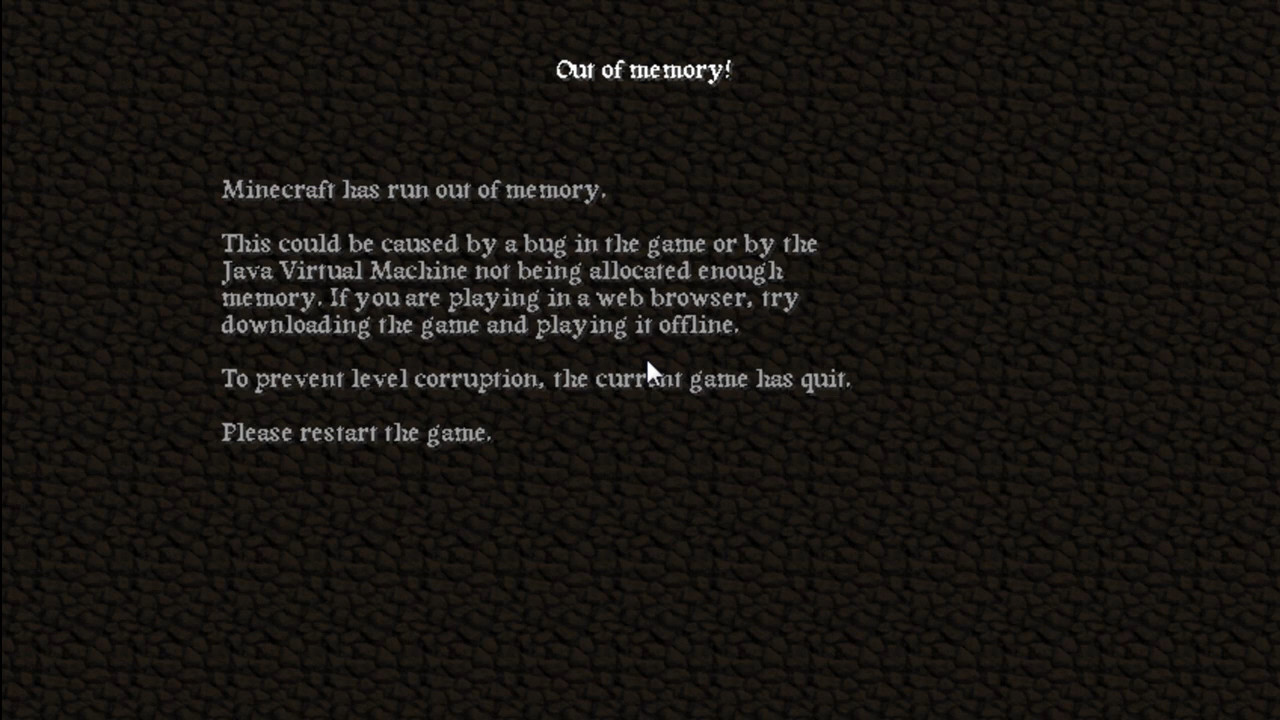 Out of memory!
Minecraft has run out of memory.
This could be caused by a bug in the game or by the
Java Virtual Machine not being allocated enough
memory. If you are playing in a web browser, try
downloading the game and playing it offline.
To prevent level corruption, the current game has quit.
Please restart the game.